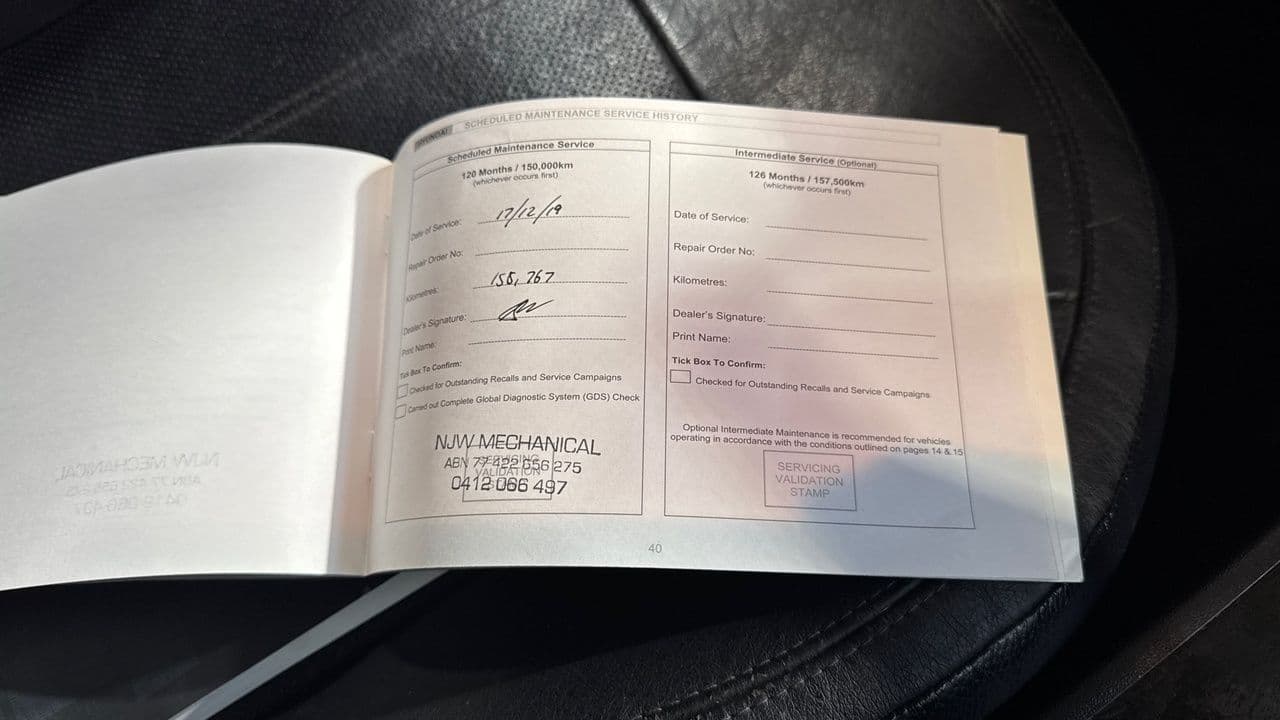 HYUNDAI SCHEDULED MAINTENANCE SERVICE HISTORY
Scheduled Maintenance Service
120 Months / 150,000km
(whichever occurs first)
Date of Service: 17/12/19
Repair Order No:
Kilometres: 155,767
Dealer's Signature:
Print Name:
Tick Box To Confirm:
Checked for Outstanding Recalls and Service Campaigns
Carried out Complete Global Diagnostic System (GDS) Check
NJW MECHANICAL
ABN 77 422 656 275
0412 066 497
SERVICING
VALIDATION
Intermediate Service (Optional)
126 Months / 157,500km
(whichever occurs first)
Date of Service:
Repair Order No:
Kilometres:
Dealer's Signature:
Print Name:
Tick Box To Confirm:
Checked for Outstanding Recalls and Service Campaigns
Optional Intermediate Maintenance is recommended for vehicles
operating in accordance with the conditions outlined on pages 14 & 15
SERVICING
VALIDATION
STAMP
40